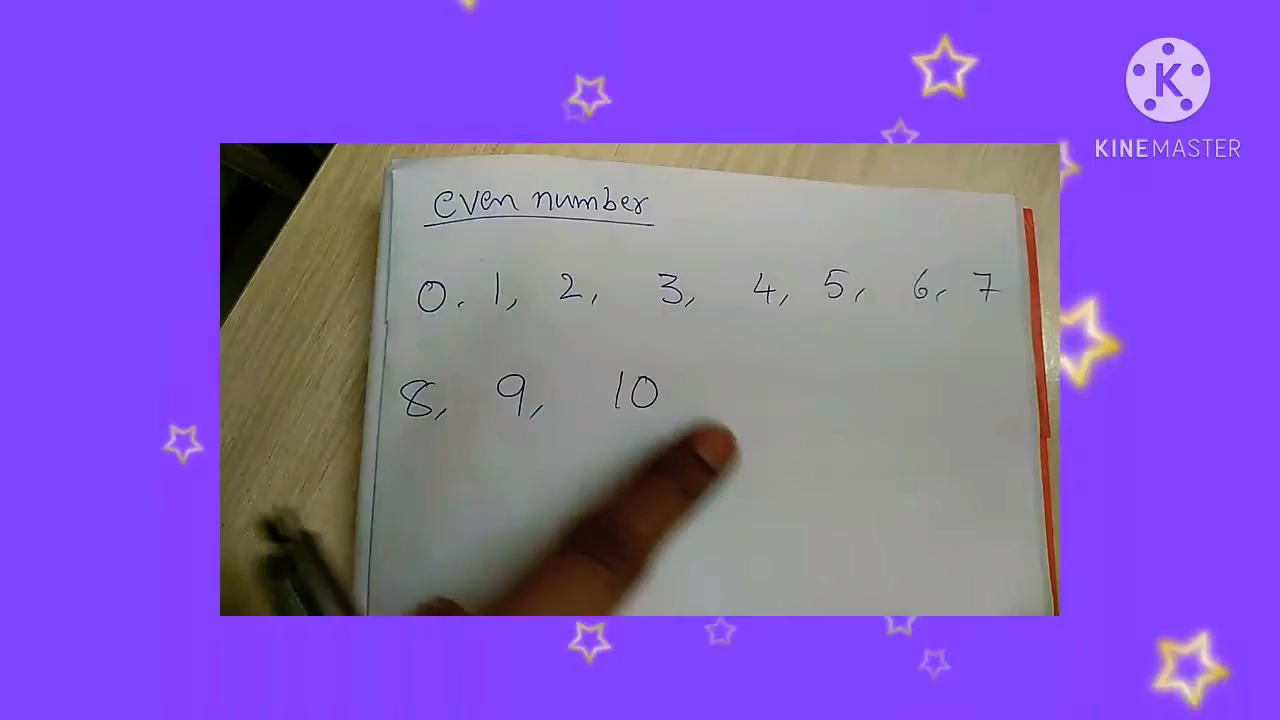 KINEMASTER
even number
0, 1, 2, 3, 4, 5, 6, 7
8, 9, 10